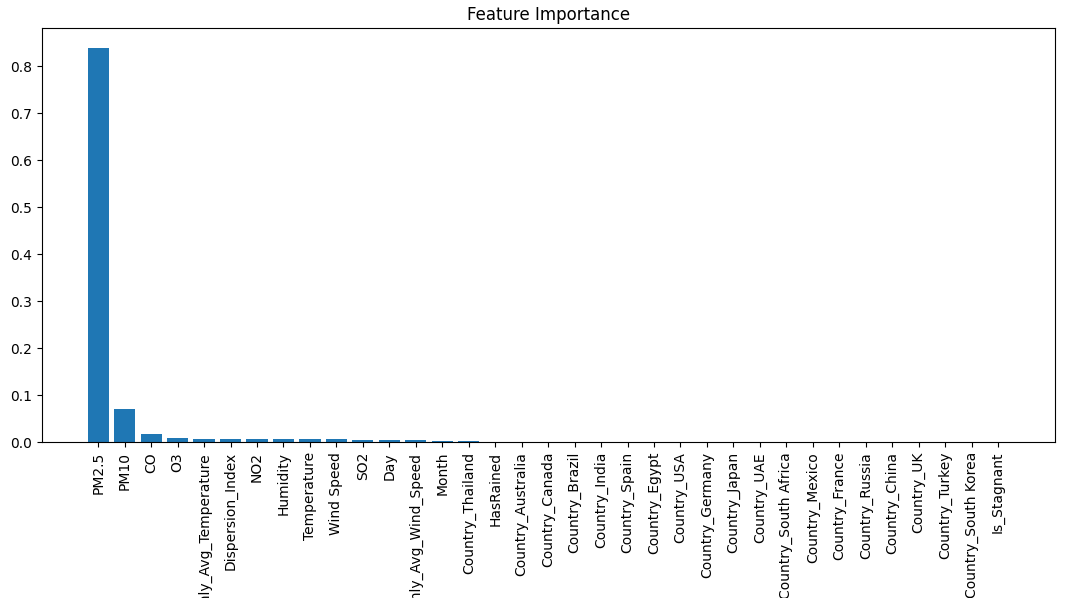 Feature Importance
0.8
0.7
0.6
0.5
0.4
0.3
0.2
0.1
0.0
PM2.5
PM10
CO
O3
ly_Avg_Temperature
Dispersion_Index
NO2
Humidity
Temperature
Wind Speed
SO2
Day
nly_Avg_Wind_Speed
Month
Country_Thailand
HasRained
Country_Australia
Country_Canada
Country_Brazil
Country_India
Country_Spain
Country_Egypt
Country_USA
Country_Germany
Country_Japan
Country_UAE
Country_South Africa
Country_Mexico
Country_France
Country_Russia
Country_China
Country_UK
Country_Turkey
Country_South Korea
Is_Stagnant